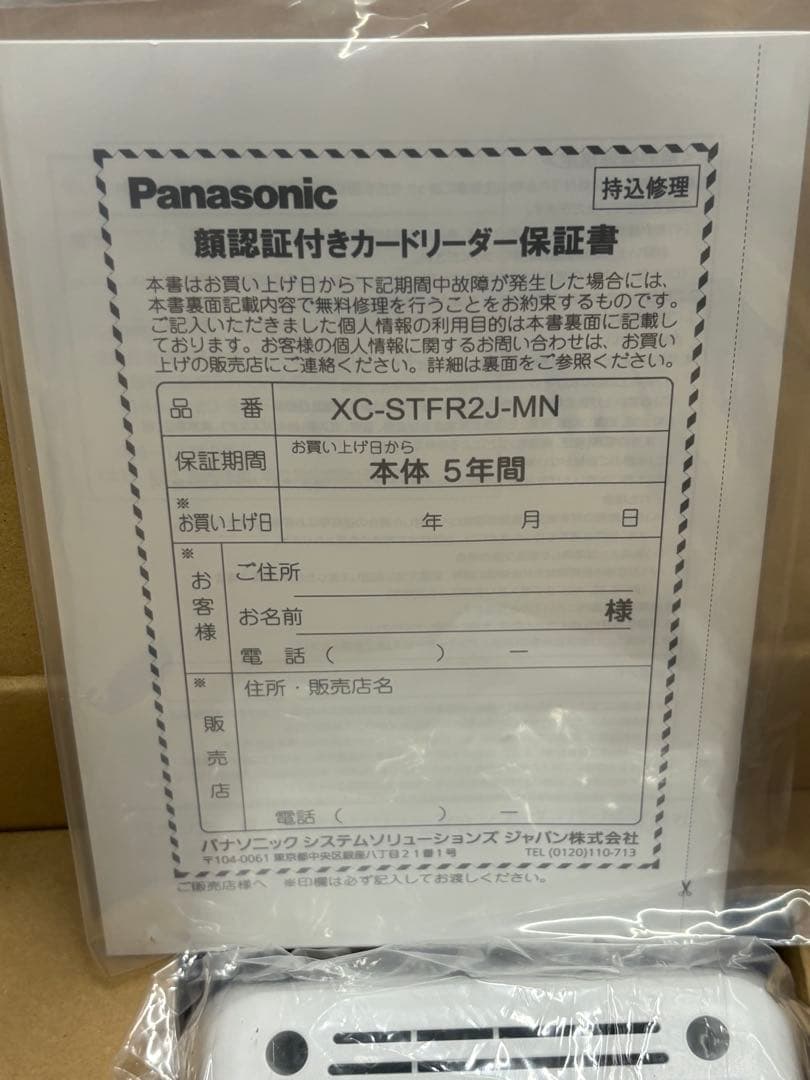 Panasonic
持込修理
顔認証付きカードリーダー保証書
本書はお買い上げ日から下記期間中故障が発生した場合には、
本書裏面記載内容で無料修理を行うことをお約束するものです。
ご記入いただきました個人情報の利用目的は本書裏面に記載し
ております。お客様の個人情報に関するお問い合わせは、お買い
上げの販売店にご連絡ください。詳細は裏面をご参照ください。
品 番 XC-STFR2J-MN
保証期間 お買い上げ日から
本体 5年間
※
お買い上げ日 年 月 日
※
お客様
ご住所
お名前 様
電 話 ( ) ー
※
販売店
住所・販売店名
電話 ( ) ー
パナソニック システムソリューションズ ジャパン株式会社
〒104-0061 東京都中央区銀座八丁目21番1号 TEL (0120)110-713
ご販売店様へ ※印欄は必ず記入してお渡しください。